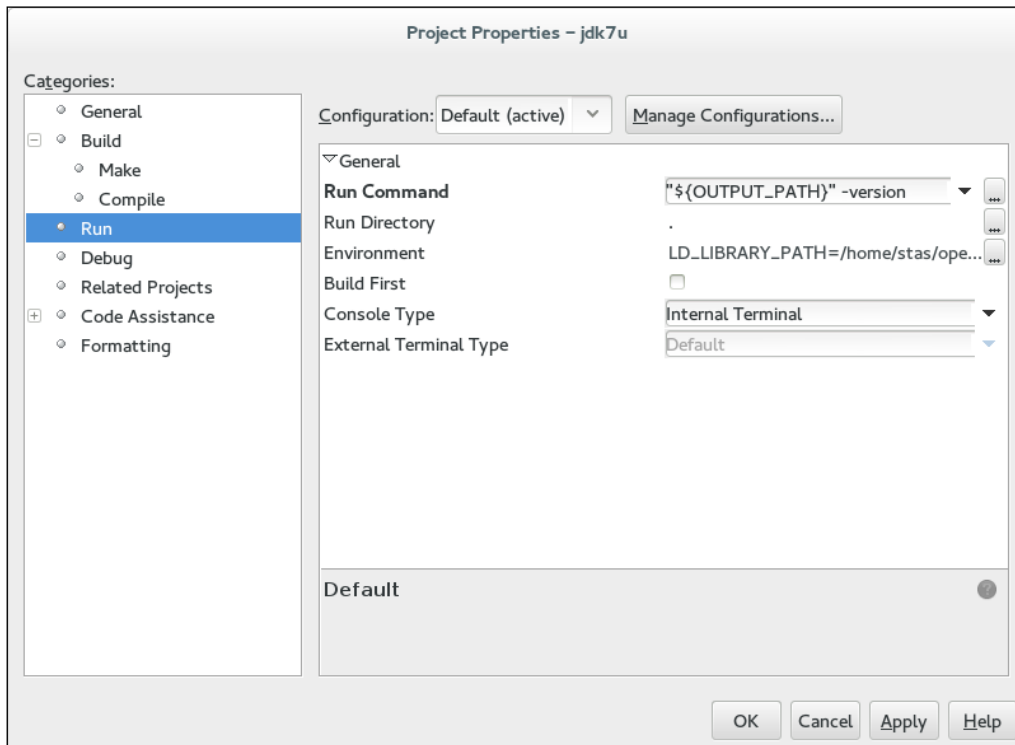 Project Properties – jdk7u
Categories:
General
Build
Make
Compile
Run
Debug
Related Projects
Code Assistance
Formatting
Configuration: Default (active) Manage Configurations...
General
Run Command "${OUTPUT_PATH}" -version ...
Run Directory . ...
Environment LD_LIBRARY_PATH=/home/stas/ope... ...
Build First
Console Type Internal Terminal
External Terminal Type Default
Default ?
OK Cancel Apply Help